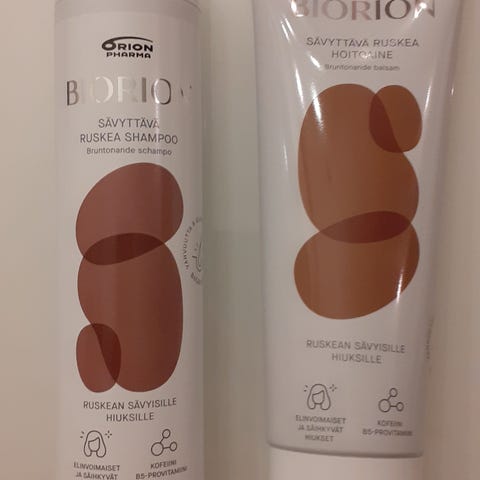 ORION
PHARMA
BIORION
SÄVYTTÄVÄ
RUSKEA SHAMPOO
Bruntonande schampo
RUSKEAN SÄVYISILLE
HIUKSILLE
ELINVOIMAISET
JA SÄIHKYVÄT
KOFEIINI
B5-PROVITAMIINI
BIORION
SÄVYTTÄVÄ RUSKEA
HOITOAINE
Bruntonande balsam
RUSKEAN SÄVYISILLE
HIUKSILLE
ELINVOIMAISET
JA SÄIHKYVÄT
HIUKSET
KOFEIINI
B5-PROVITAMIINI